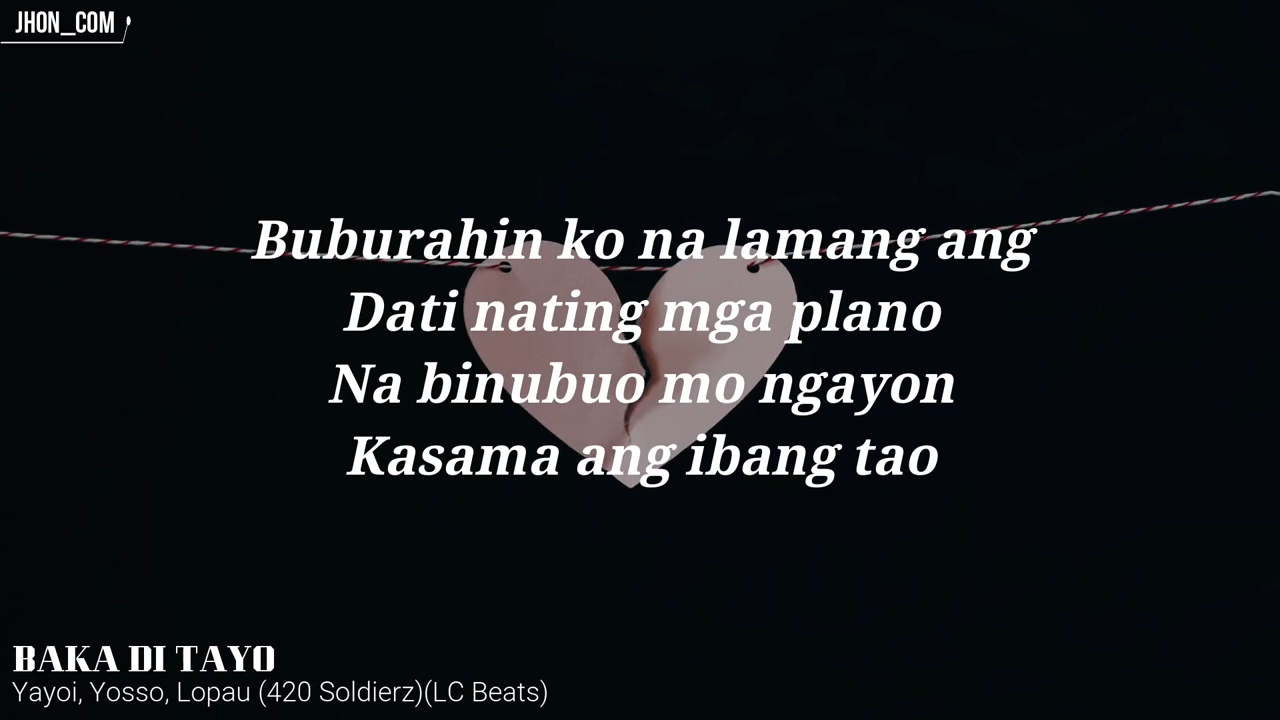 JHON_COM
Buburahin ko na lamang ang
Dati nating mga plano
Na binubuo mo ngayon
Kasama ang ibang tao
BAKA DI TAYO
Yayoi, Yosso, Lopau (420 Soldierz)(LC Beats)